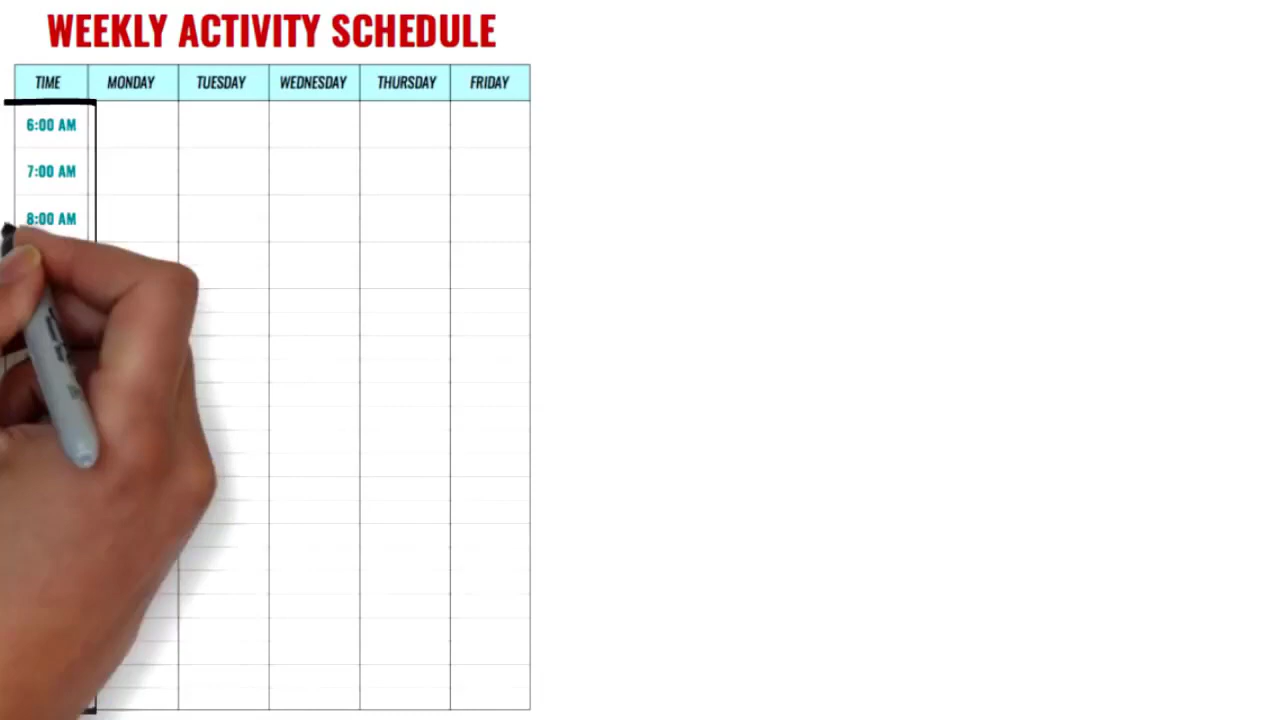 WEEKLY ACTIVITY SCHEDULE
TIME MONDAY TUESDAY WEDNESDAY THURSDAY FRIDAY
6:00 AM
7:00 AM
8:00 AM